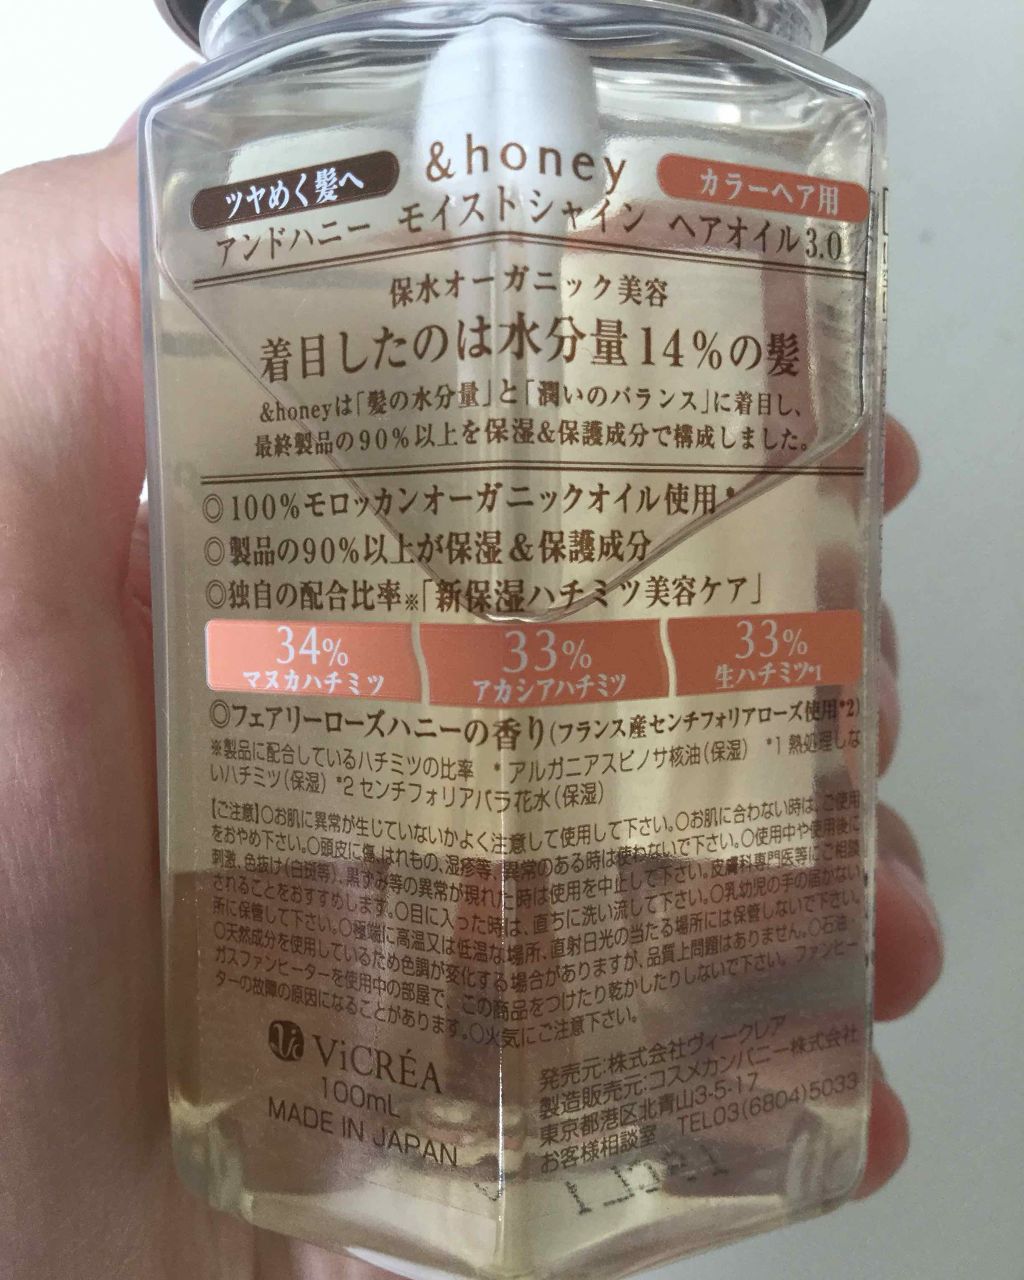 &honey
ツヤめく髪へ
カラーヘア用
アンドハニー モイストシャイン ヘアオイル3.0
保水オーガニック美容
着目したのは水分量14%の髪
&honeyは「髪の水分量」と「潤いのバランス」に着目し、
最終製品の90%以上を保湿&保護成分で構成しました。
◎100%モロッカンオーガニックオイル使用*
◎製品の90%以上が保湿&保護成分
◎独自の配合比率※「新保湿ハチミツ美容ケア」
34% 33% 33%
マヌカハチミツ アカシアハチミツ 生ハチミツ*1
◎フェアリーローズハニーの香り(フランス産センチフォリアローズ使用*2)
※製品に配合しているハチミツの比率 *アルガニアスピノサ核油(保湿) *1 熱処理しな
いハチミツ(保湿) *2 センチフォリアバラ花水(保湿)
【ご注意】○お肌に異常が生じていないかよく注意して使用して下さい。○お肌に合わない時は、ご使用
をおやめ下さい。○頭皮に傷、はれもの、湿疹等、異常のある時は使わないで下さい。○使用中や使用後に
刺激、色抜け(白斑等)、黒ずみ等の異常が現れた時は使用を中止して下さい。皮膚科専門医等にご相談
されることをおすすめします。○目に入った時は、直ちに洗い流して下さい。○乳幼児の手の届かない
所に保管して下さい。○極端に高温又は低温な場所、直射日光の当たる場所には保管しないで下さい。
○天然成分を使用しているため色調が変化する場合がありますが、品質上問題はありません。○石油・
ガスファンヒーターを使用中の部屋で、この商品をつけたり乾かしたりしないで下さい。ファンヒー
ターの故障の原因になることがあります。○火気にご注意下さい。
ViCRÉA
100mL
MADE IN JAPAN
発売元:株式会社ヴィークレア
製造販売元:コスメカンパニー株式会社
東京都港区北青山3-5-17
お客様相談室 TEL03(6804)5033